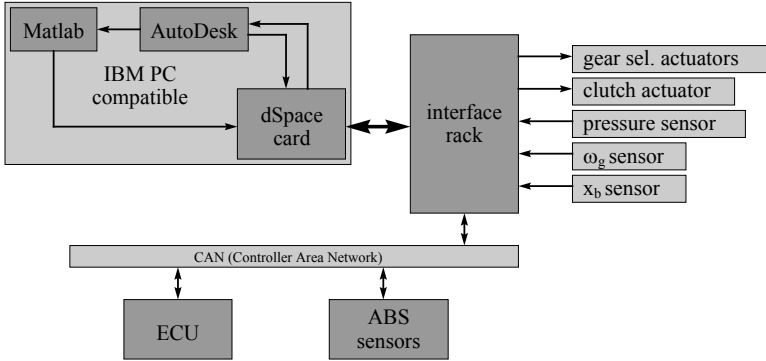 Matlab
AutoDesk
IBM PC
compatible
dSpace
card
interface
rack
gear sel. actuators
clutch actuator
pressure sensor
ωg sensor
xb sensor
CAN (Controller Area Network)
ECU
ABS
sensors